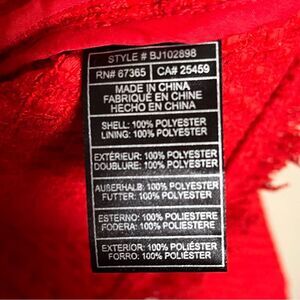 STYLE # BJ102898
RN# 67365 CA# 25459
MADE IN CHINA
FABRIQUÉ EN CHINE
HECHO EN CHINA
SHELL: 100% POLYESTER
LINING: 100% POLYESTER
EXTÉRIEUR: 100% POLYESTER
DOUBLURE: 100% POLYESTER
AUßERHALB: 100% POLYESTER
FUTTER: 100% POLYESTER
ESTERNO: 100% POLIESTERE
FODERA: 100% POLIESTERE
EXTERIOR: 100% POLIÉSTER
FORRO: 100% POLIÉSTER